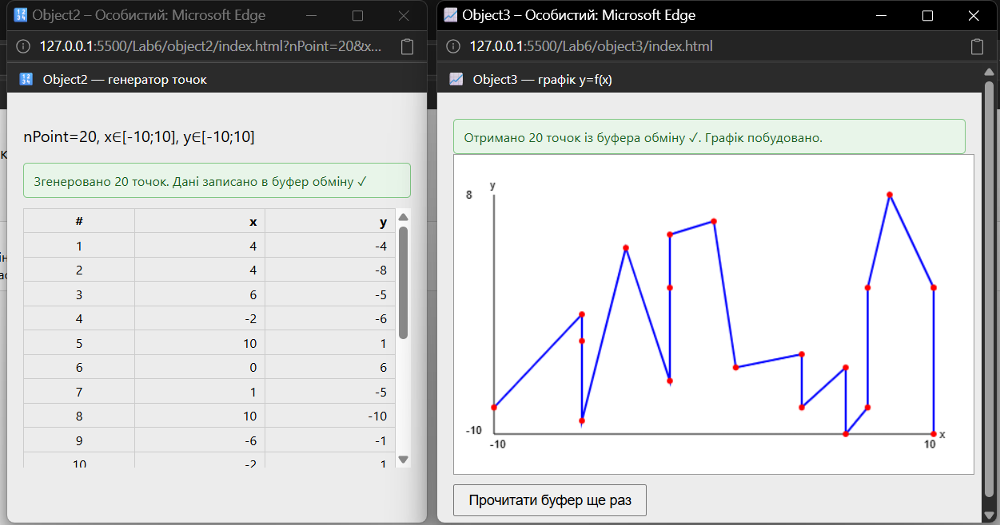 Object2 – Особистий: Microsoft Edge
127.0.0.1:5500/Lab6/object2/index.html?nPoint=20&x...
Object2 — генератор точок
nPoint=20, x∈[-10;10], y∈[-10;10]
Згенеровано 20 точок. Дані записано в буфер обміну ✓
# x y
1 4 -4
2 4 -8
3 6 -5
4 -2 -6
5 10 1
6 0 6
7 1 -5
8 10 -10
9 -6 -1
10 -2 1
Object3 – Особистий: Microsoft Edge
127.0.0.1:5500/Lab6/object3/index.html
Object3 — графік y=f(x)
Отримано 20 точок із буфера обміну ✓. Графік побудовано.
y
8
-10
-10
10 x
Прочитати буфер ще раз